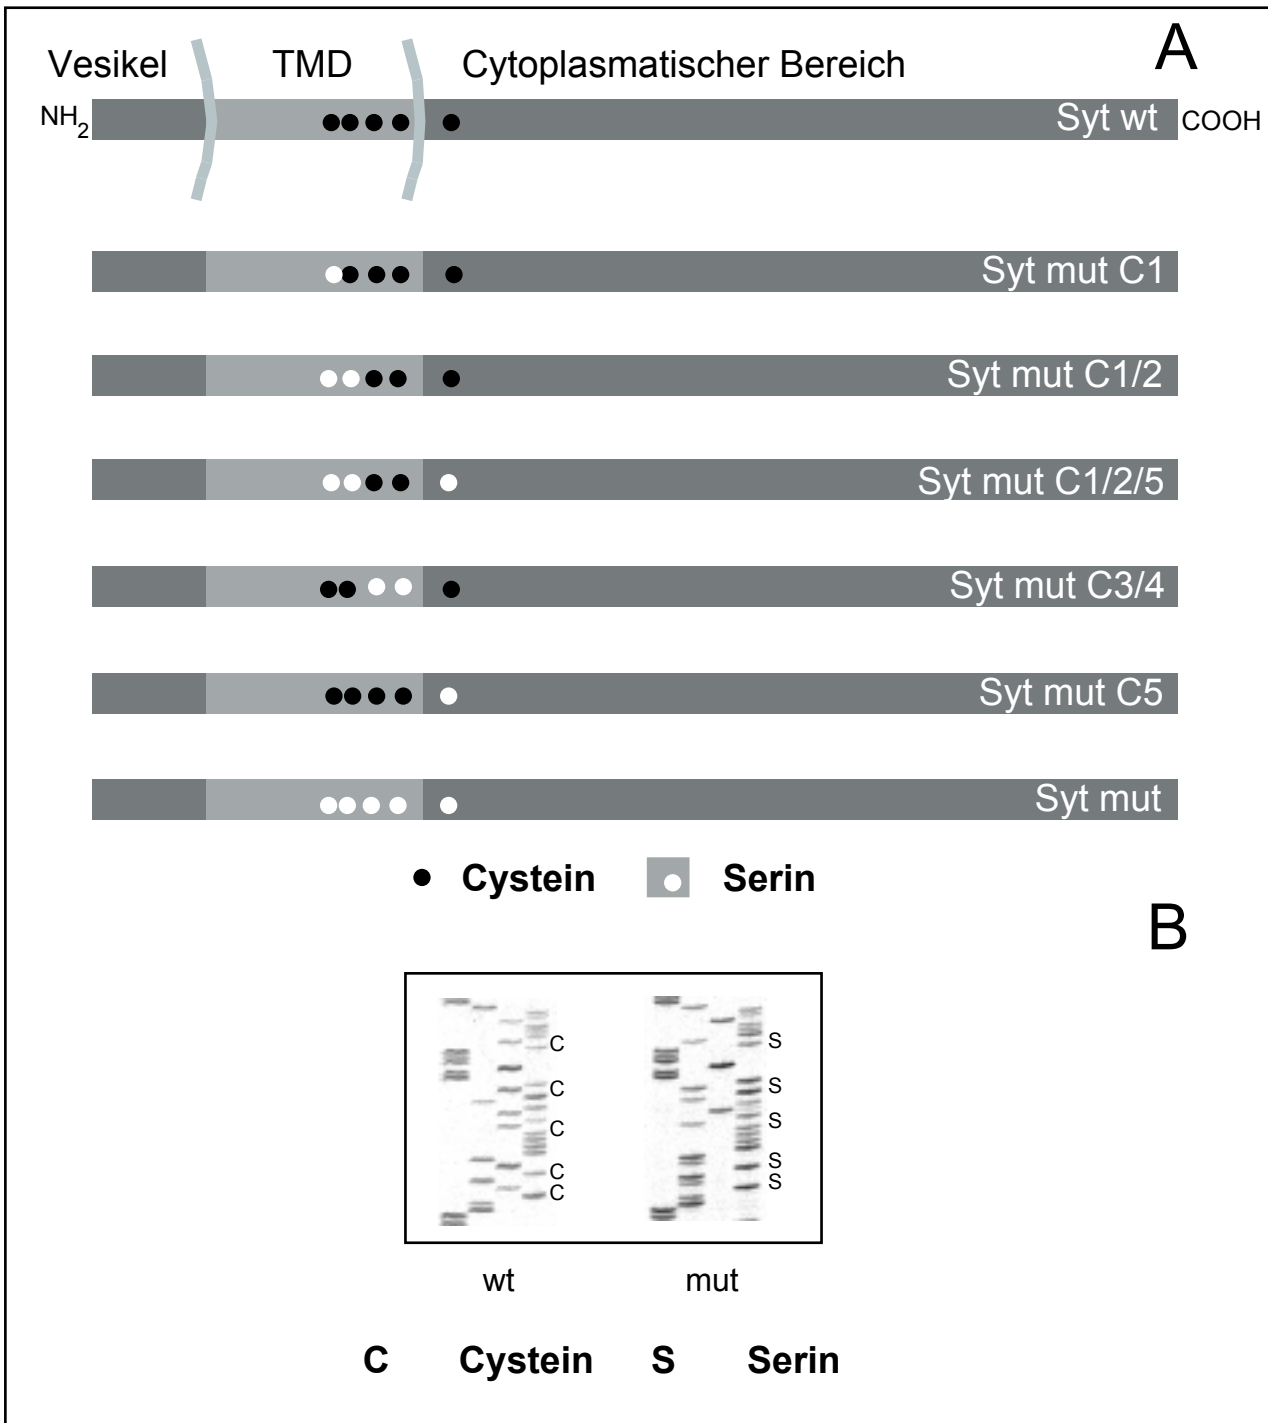 A
Vesikel TMD Cytoplasmatischer Bereich
NH2 Syt wt COOH
Syt mut C1
Syt mut C1/2
Syt mut C1/2/5
Syt mut C3/4
Syt mut C5
Syt mut
Cystein Serin
B
C S
C S
C S
C S
C S
wt mut
C Cystein S Serin